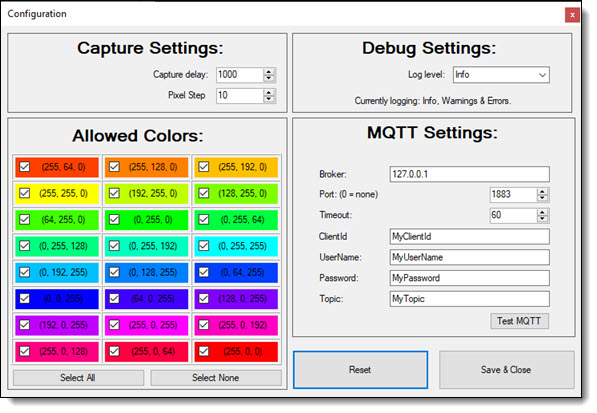 Configuration
x
Capture Settings:
Capture delay: 1000
Pixel Step 10
Debug Settings:
Log level: Info
Currently logging: Info, Warnings & Errors.
Allowed Colors:
(255, 64, 0) (255, 128, 0) (255, 192, 0)
(255, 255, 0) (192, 255, 0) (128, 255, 0)
(64, 255, 0) (0, 255, 0) (0, 255, 64)
(0, 255, 128) (0, 255, 192) (0, 255, 255)
(0, 192, 255) (0, 128, 255) (0, 64, 255)
(0, 0, 255) (64, 0, 255) (128, 0, 255)
(192, 0, 255) (255, 0, 255) (255, 0, 192)
(255, 0, 128) (255, 0, 64) (255, 0, 0)
Select All Select None
MQTT Settings:
Broker: 127.0.0.1
Port: (0 = none) 1883
Timeout: 60
ClientId MyClientId
UserName: MyUserName
Password: MyPassword
Topic: MyTopic
Test MQTT
Reset Save & Close